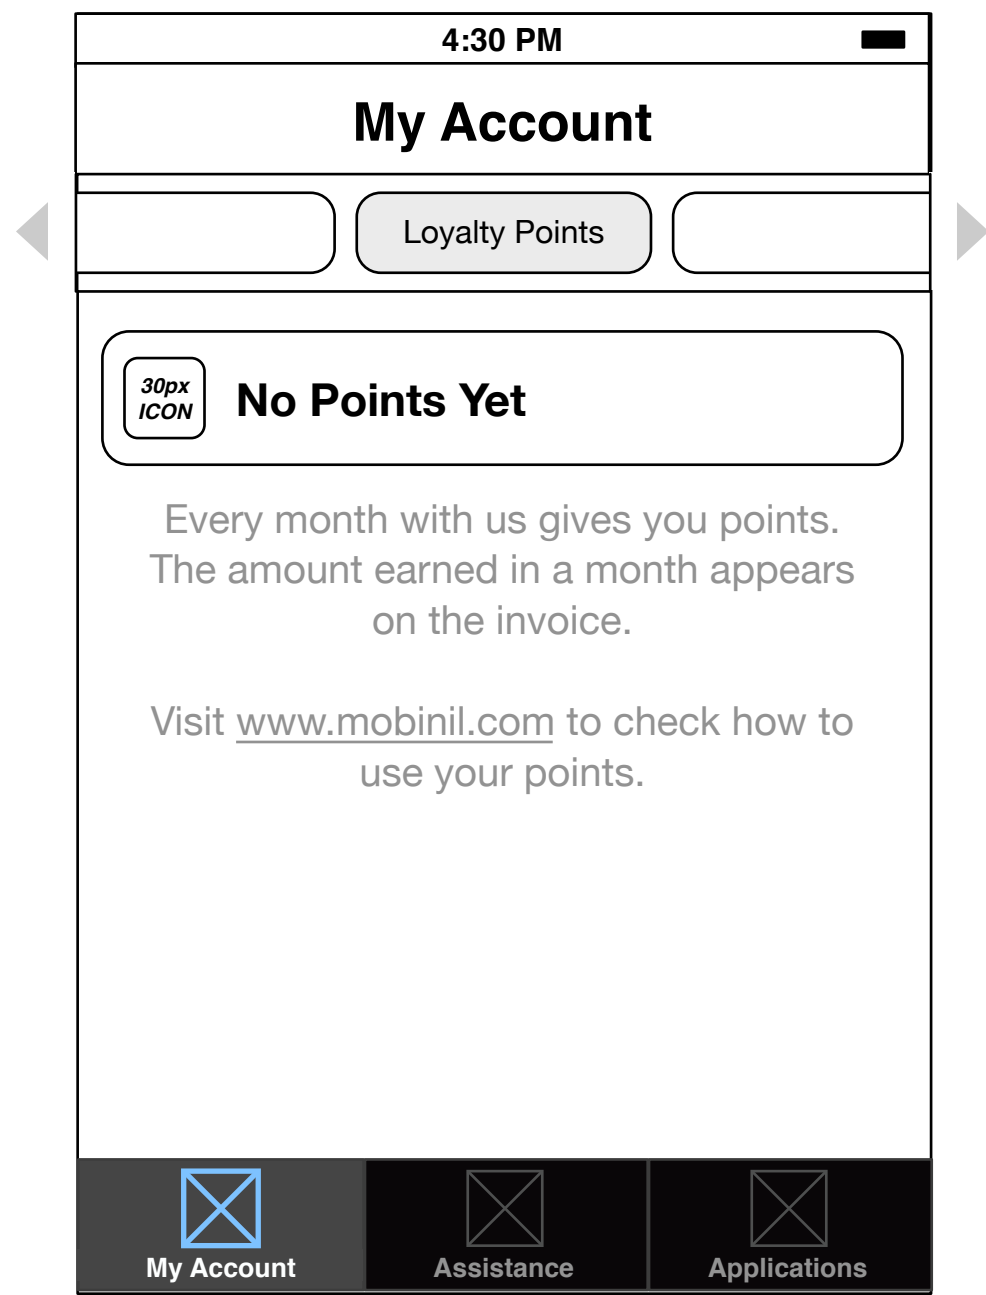 4:30 PM
My Account
Loyalty Points
30px
ICON
No Points Yet
Every month with us gives you points.
The amount earned in a month appears
on the invoice.
Visit www.mobinil.com to check how to
use your points.
My Account
Assistance
Applications